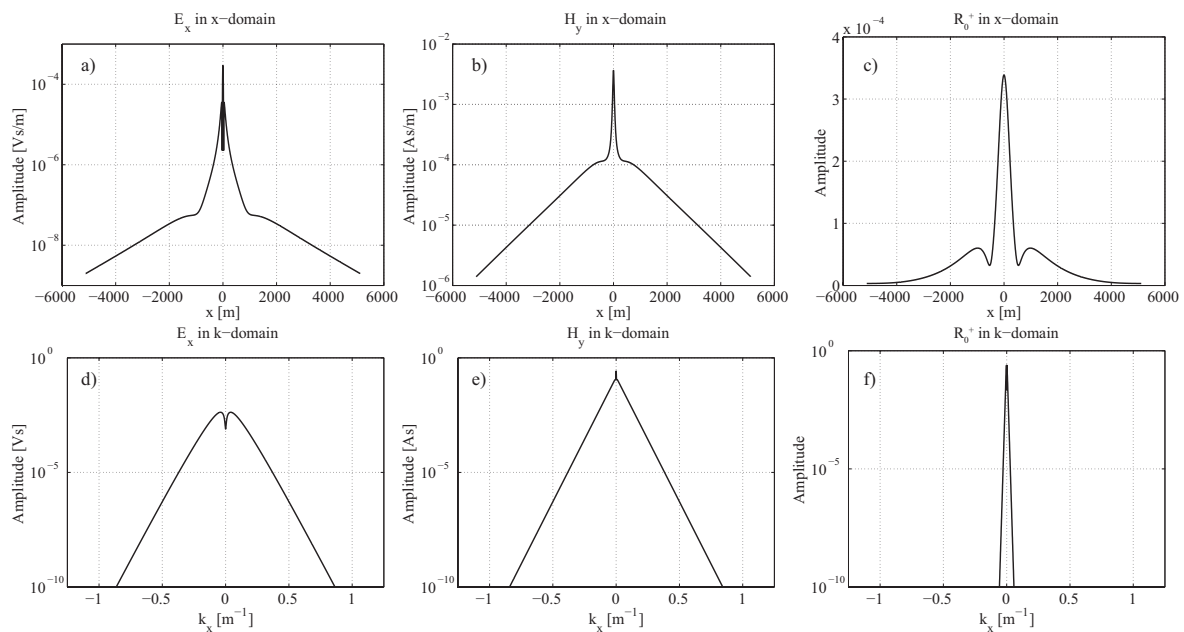 E_x in x−domain
a)
10^−4
10^−6
10^−8
Amplitude [Vs/m]
−6000 −4000 −2000 0 2000 4000 6000
x [m]
H_y in x−domain
b)
10^−2
10^−3
10^−4
10^−5
10^−6
Amplitude [As/m]
−6000 −4000 −2000 0 2000 4000 6000
x [m]
R_0^+ in x−domain
x 10^−4
c)
4
3
2
1
0
Amplitude
−6000 −4000 −2000 0 2000 4000 6000
x [m]
E_x in k−domain
d)
10^0
10^−5
10^−10
Amplitude [Vs]
−1 −0.5 0 0.5 1
k_x [m^−1]
H_y in k−domain
e)
10^0
10^−5
10^−10
Amplitude [As]
−1 −0.5 0 0.5 1
k_x [m^−1]
R_0^+ in k−domain
f)
10^0
10^−5
10^−10
Amplitude
−1 −0.5 0 0.5 1
k_x [m^−1]